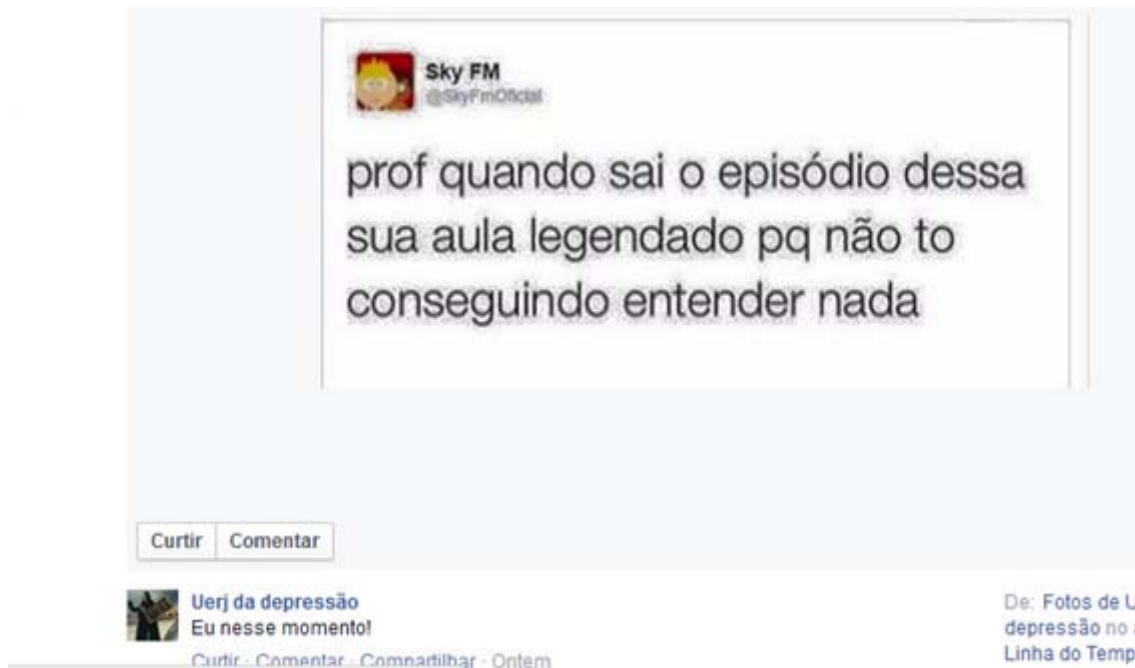 Sky FM
@SkyFmOficial
prof quando sai o episódio dessa
sua aula legendado pq não to
conseguindo entender nada
Curtir Comentar
Uerj da depressão
Eu nesse momento!
Curtir · Comentar · Compartilhar · Ontem
De: Fotos de U
depressão no a
Linha do Temp